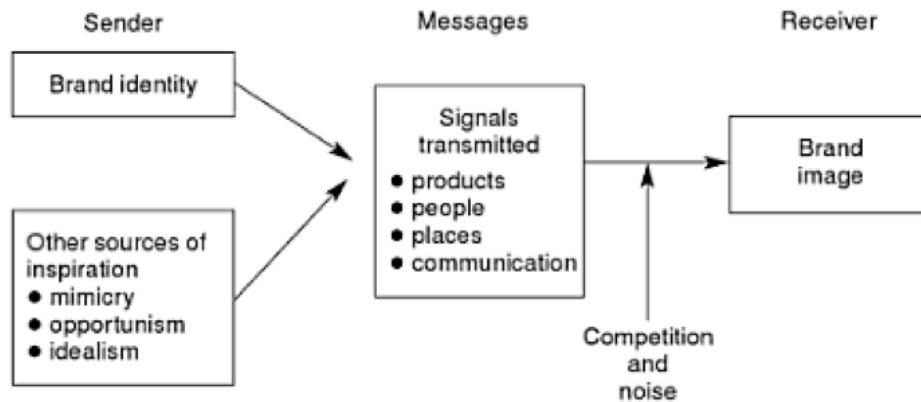 Sender
Messages
Receiver
Brand identity
Other sources of
inspiration
● mimicry
● opportunism
● idealism
Signals
transmitted
● products
● people
● places
● communication
Competition
and
noise
Brand
image